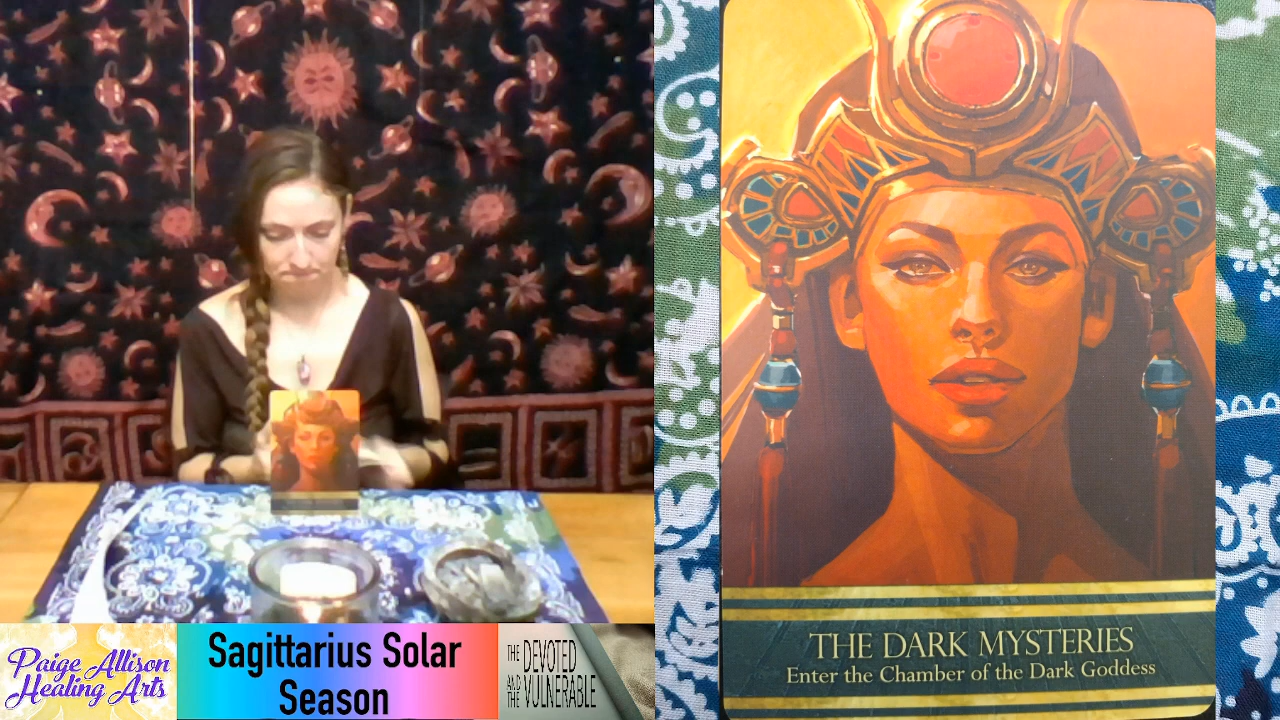 Paige Allison
Healing Arts
Sagittarius Solar
Season
THE DEVOTED
AND THE VULNERABLE
THE DARK MYSTERIES
Enter the Chamber of the Dark Goddess